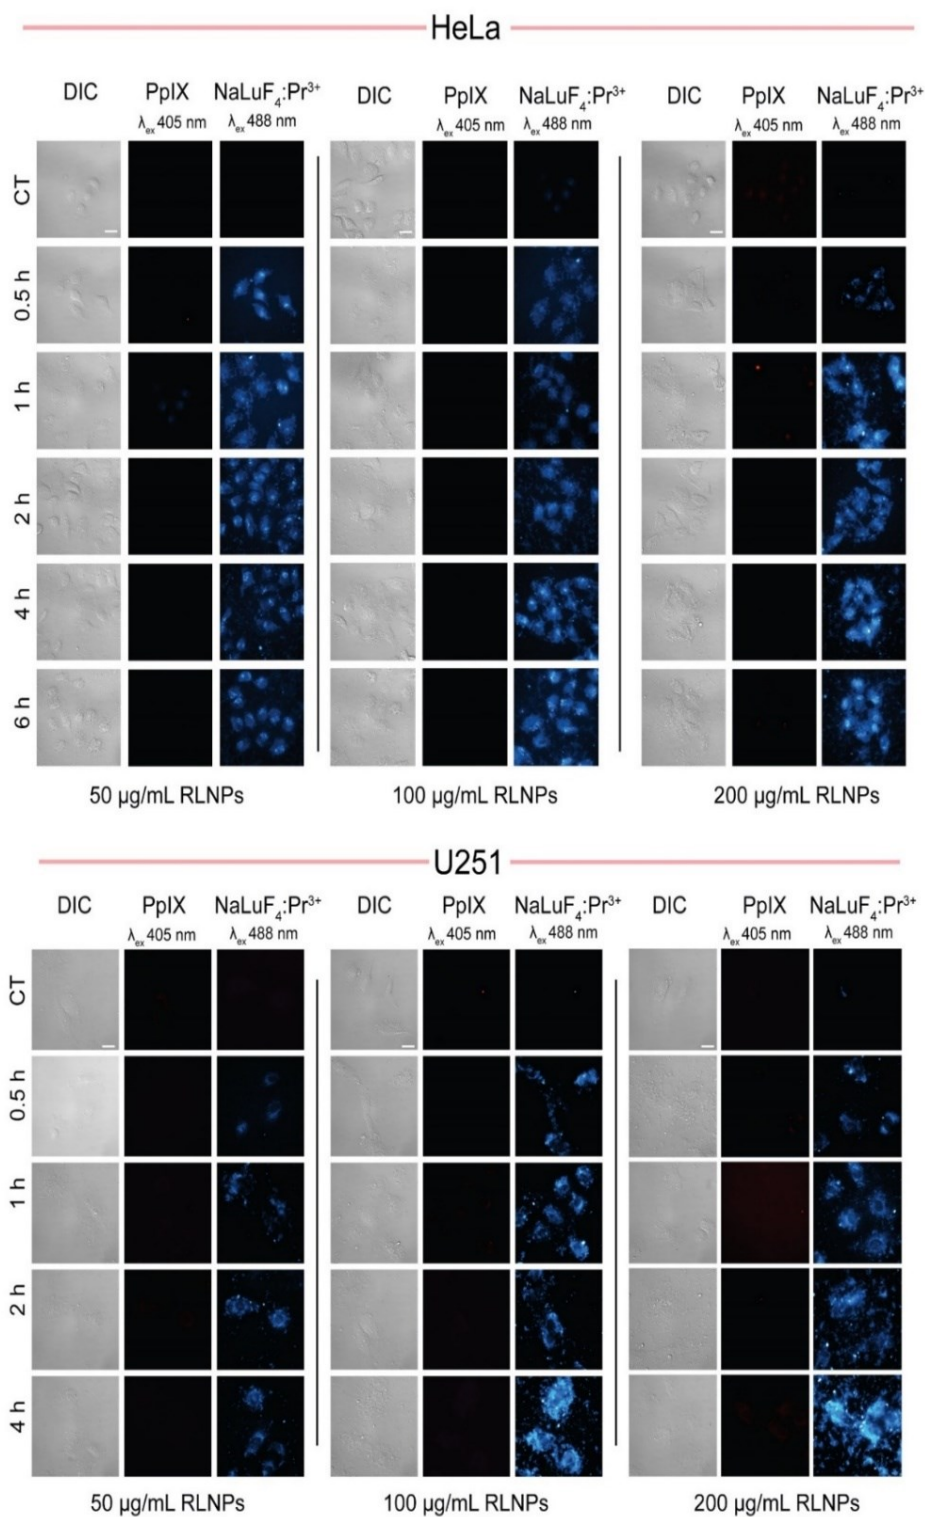 HeLa
DIC PpIX NaLuF₄:Pr³⁺ DIC PpIX NaLuF₄:Pr³⁺ DIC PpIX NaLuF₄:Pr³⁺
λex 405 nm λex 488 nm λex 405 nm λex 488 nm λex 405 nm λex 488 nm
CT
0.5 h
1 h
2 h
4 h
6 h
50 µg/mL RLNPs 100 µg/mL RLNPs 200 µg/mL RLNPs
U251
DIC PpIX NaLuF₄:Pr³⁺ DIC PpIX NaLuF₄:Pr³⁺ DIC PpIX NaLuF₄:Pr³⁺
λex 405 nm λex 488 nm λex 405 nm λex 488 nm λex 405 nm λex 488 nm
CT
0.5 h
1 h
2 h
4 h
50 µg/mL RLNPs 100 µg/mL RLNPs 200 µg/mL RLNPs